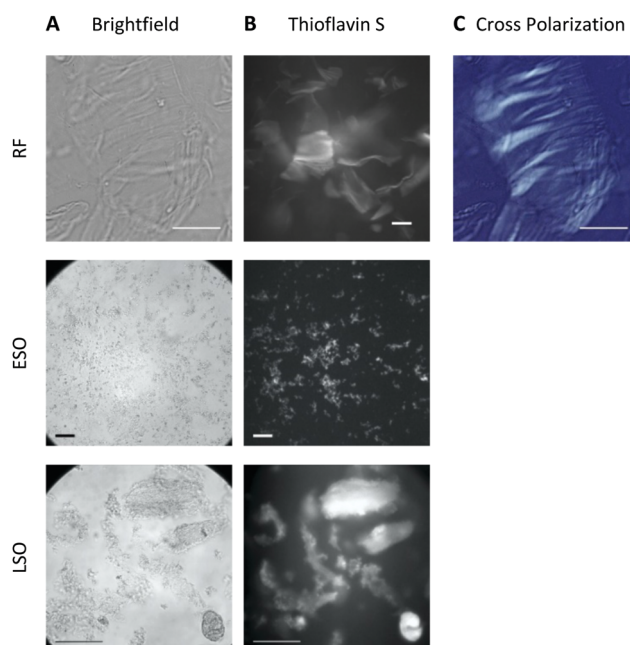 A Brightfield
B Thioflavin S
C Cross Polarization
RF
ESO
LSO